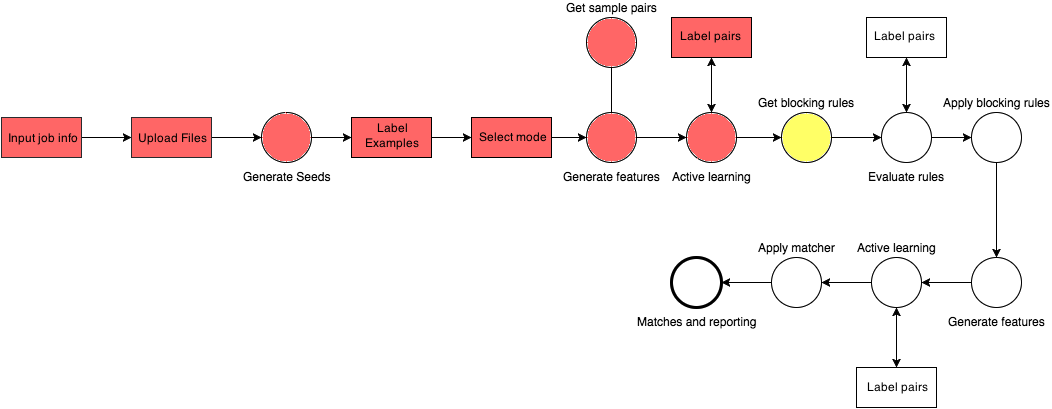 Get sample pairs
Label pairs
Label pairs
Get blocking rules
Apply blocking rules
Input job info
Upload Files
Label
Examples
Select mode
Generate Seeds
Generate features
Active learning
Evaluate rules
Apply matcher
Active learning
Matches and reporting
Generate features
Label pairs